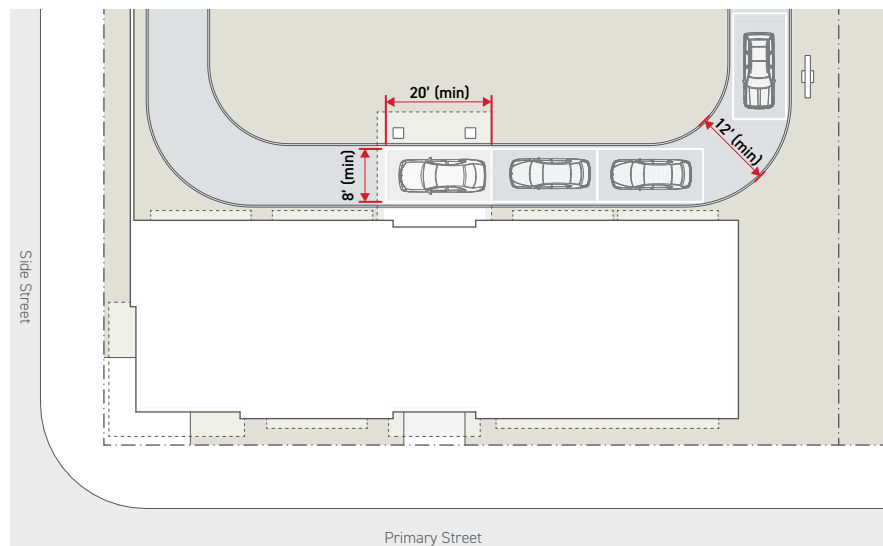 20’ (min)
8’ (min)
12’ (min)
Side Street
Primary Street